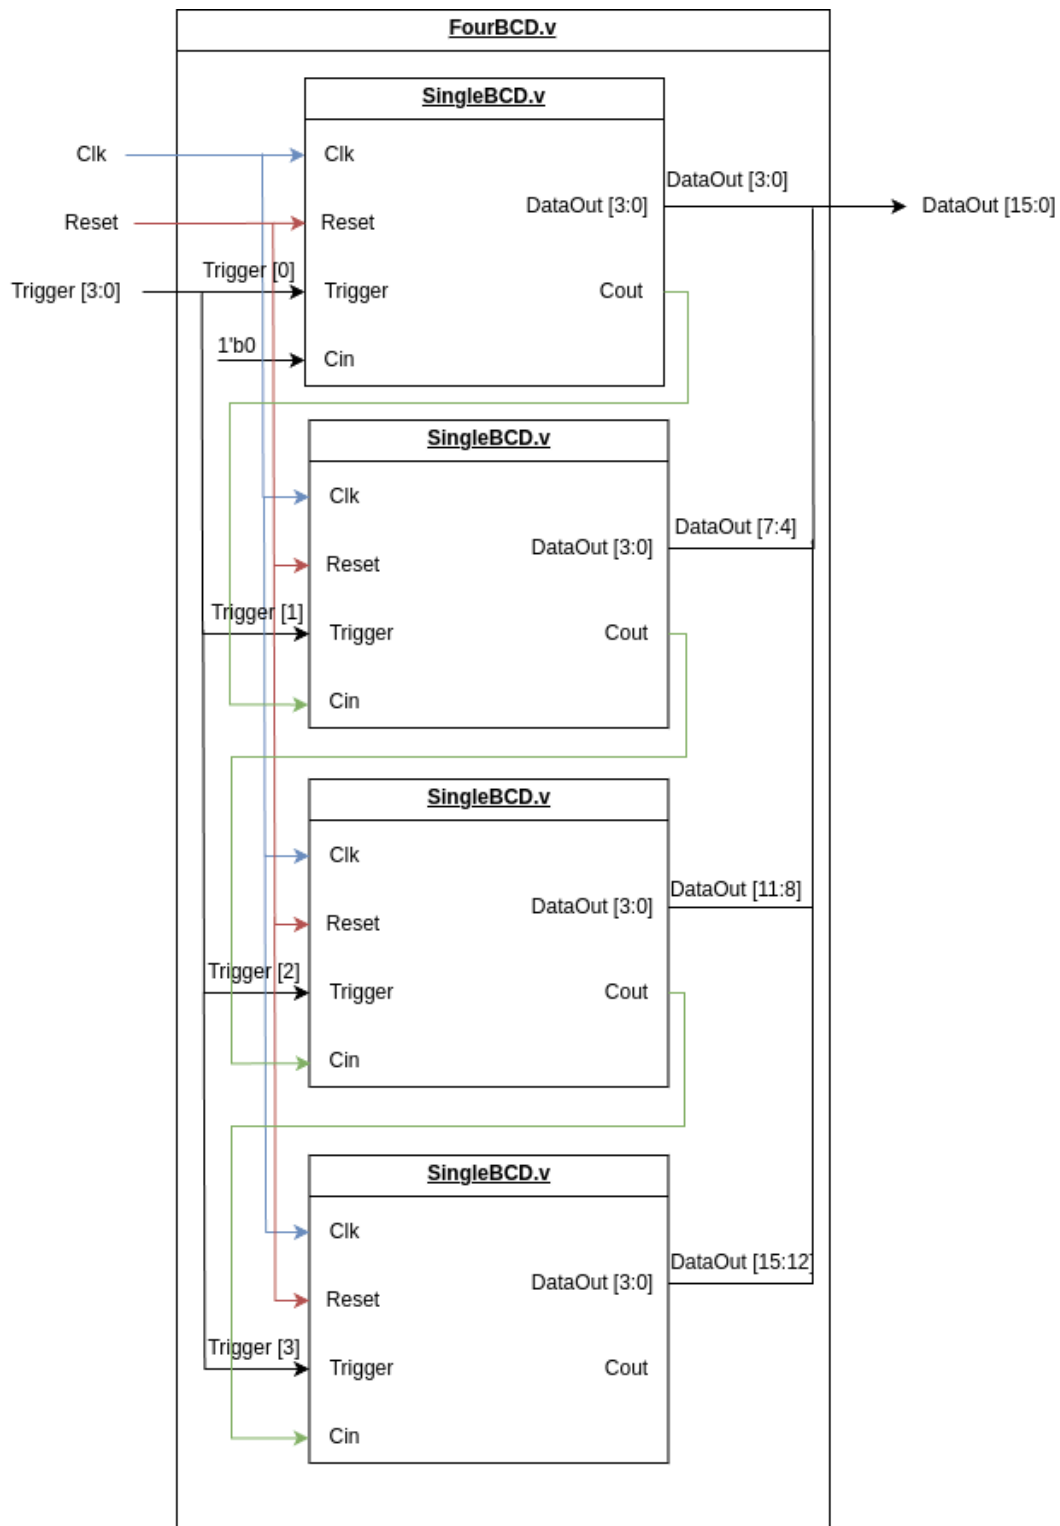 FourBCD.v
SingleBCD.v
Clk
Clk
DataOut [3:0]
DataOut [3:0]
DataOut [15:0]
Reset
Reset
Trigger [0]
Trigger [3:0]
Trigger
Cout
1'b0
Cin
SingleBCD.v
Clk
DataOut [7:4]
DataOut [3:0]
Reset
Trigger [1]
Trigger
Cout
Cin
SingleBCD.v
Clk
DataOut [11:8]
DataOut [3:0]
Reset
Trigger [2]
Trigger
Cout
Cin
SingleBCD.v
Clk
DataOut [15:12]
DataOut [3:0]
Reset
Trigger [3]
Trigger
Cout
Cin